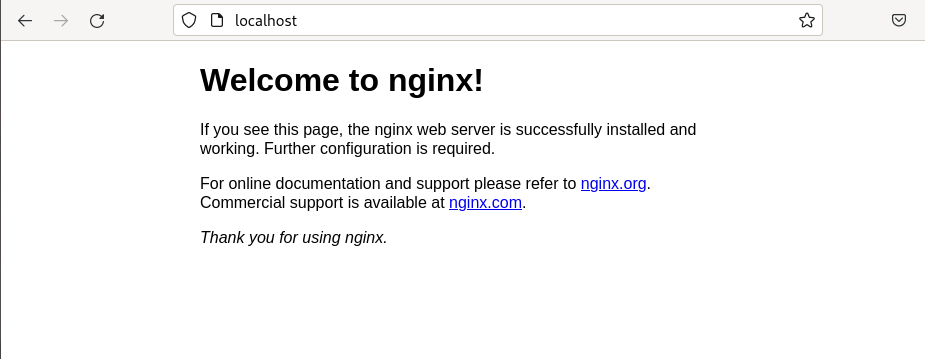 localhost
Welcome to nginx!
If you see this page, the nginx web server is successfully installed and
working. Further configuration is required.
For online documentation and support please refer to nginx.org.
Commercial support is available at nginx.com.
Thank you for using nginx.